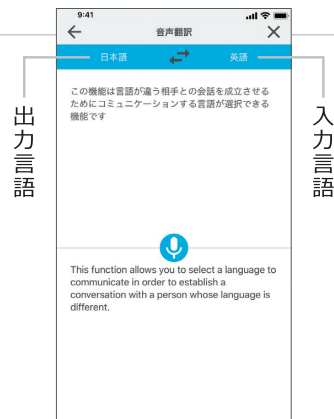 9:41
音声翻訳
日本語
英語
出力言語
入力言語
この機能は言語が違う相手との会話を成立させる
ためにコミュニケーションする言語が選択できる
機能です
This function allows you to select a language to
communicate in order to establish a
conversation with a person whose language is
different.